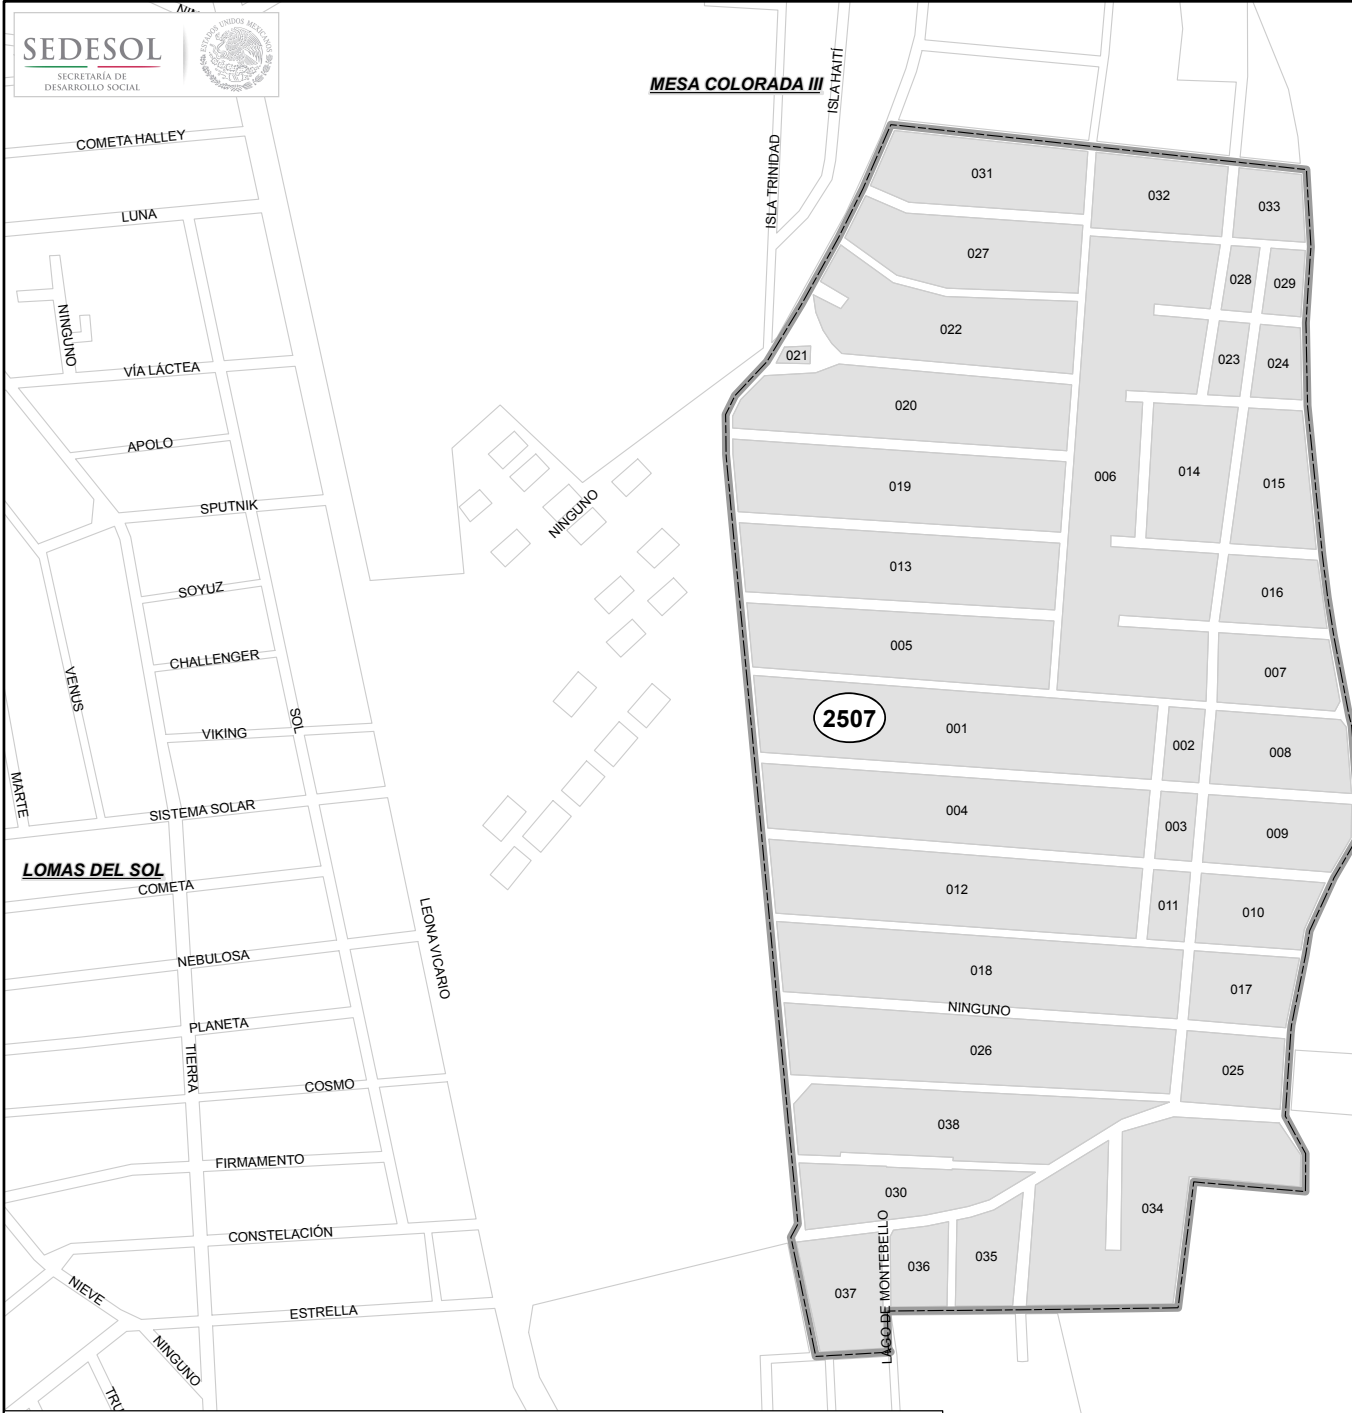 SEDESOL
SECRETARÍA DE
DESARROLLO SOCIAL
ESTADOS UNIDOS MEXICANOS
MESA COLORADA III
ISLA HAITÍ
ISLA TRINIDAD
COMETA HALLEY
LUNA
NINGUNO
VÍA LÁCTEA
APOLO
SPUTNIK
NINGUNO
SOYUZ
CHALLENGER
VENUS
SOL
VIKING
MARTE
SISTEMA SOLAR
LOMAS DEL SOL
COMETA
LEONA VICARIO
NEBULOSA
PLANETA
TIERRA
COSMO
FIRMAMENTO
CONSTELACIÓN
NIEVE
ESTRELLA
NINGUNO
031
032
033
027
028
029
022
021
023
024
020
006
014
015
019
013
016
005
007
2507
001
002
008
004
003
009
012
011
010
018
017
NINGUNO
026
025
038
030
034
LAGO DE MONTEBELLO
036
035
037